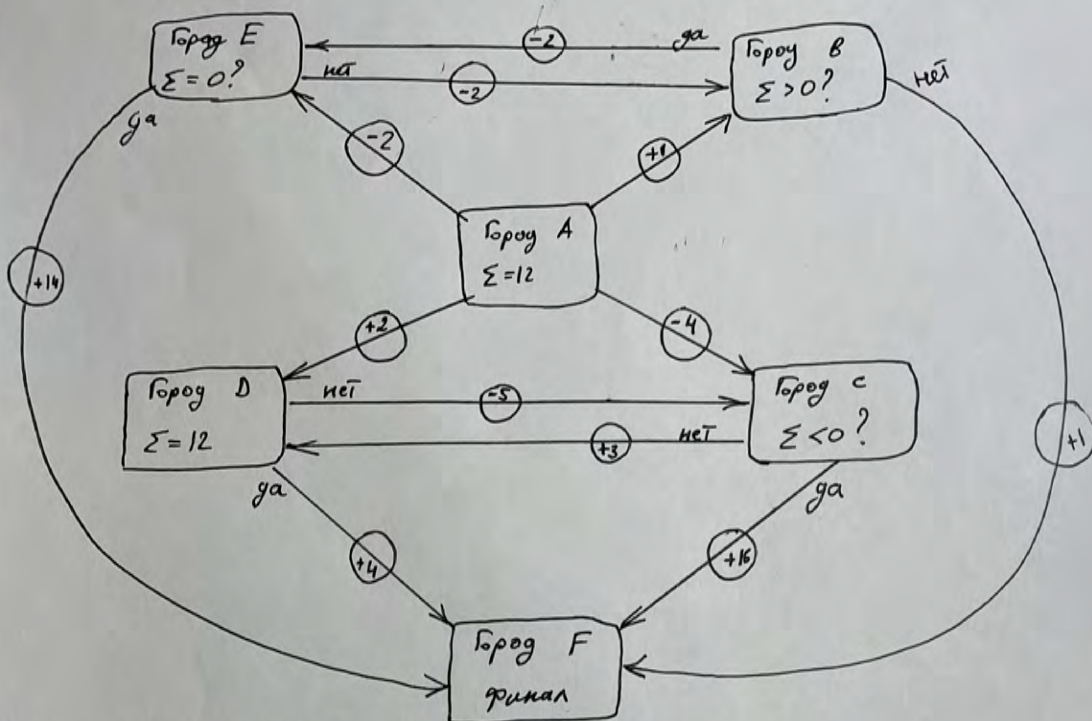 Город E
Σ = 0?
-2
да
Город B
Σ > 0?
нет
-2
нет
да
-2
+1
Город A
Σ = 12
+14
+2
-4
Город D
Σ = 12
нет
-5
Город C
Σ < 0?
+3
нет
+1
да
да
+4
+16
Город F
финал